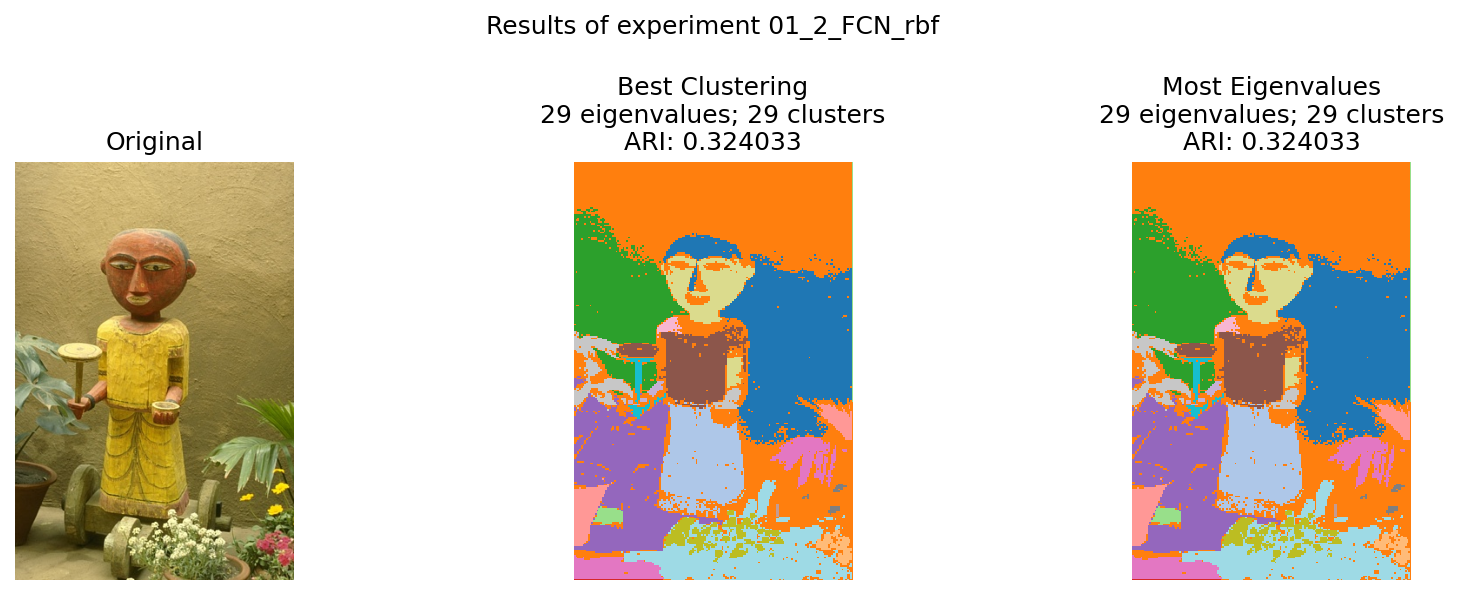 Results of experiment 01_2_FCN_rbf
Original
Best Clustering
29 eigenvalues; 29 clusters
ARI: 0.324033
Most Eigenvalues
29 eigenvalues; 29 clusters
ARI: 0.324033